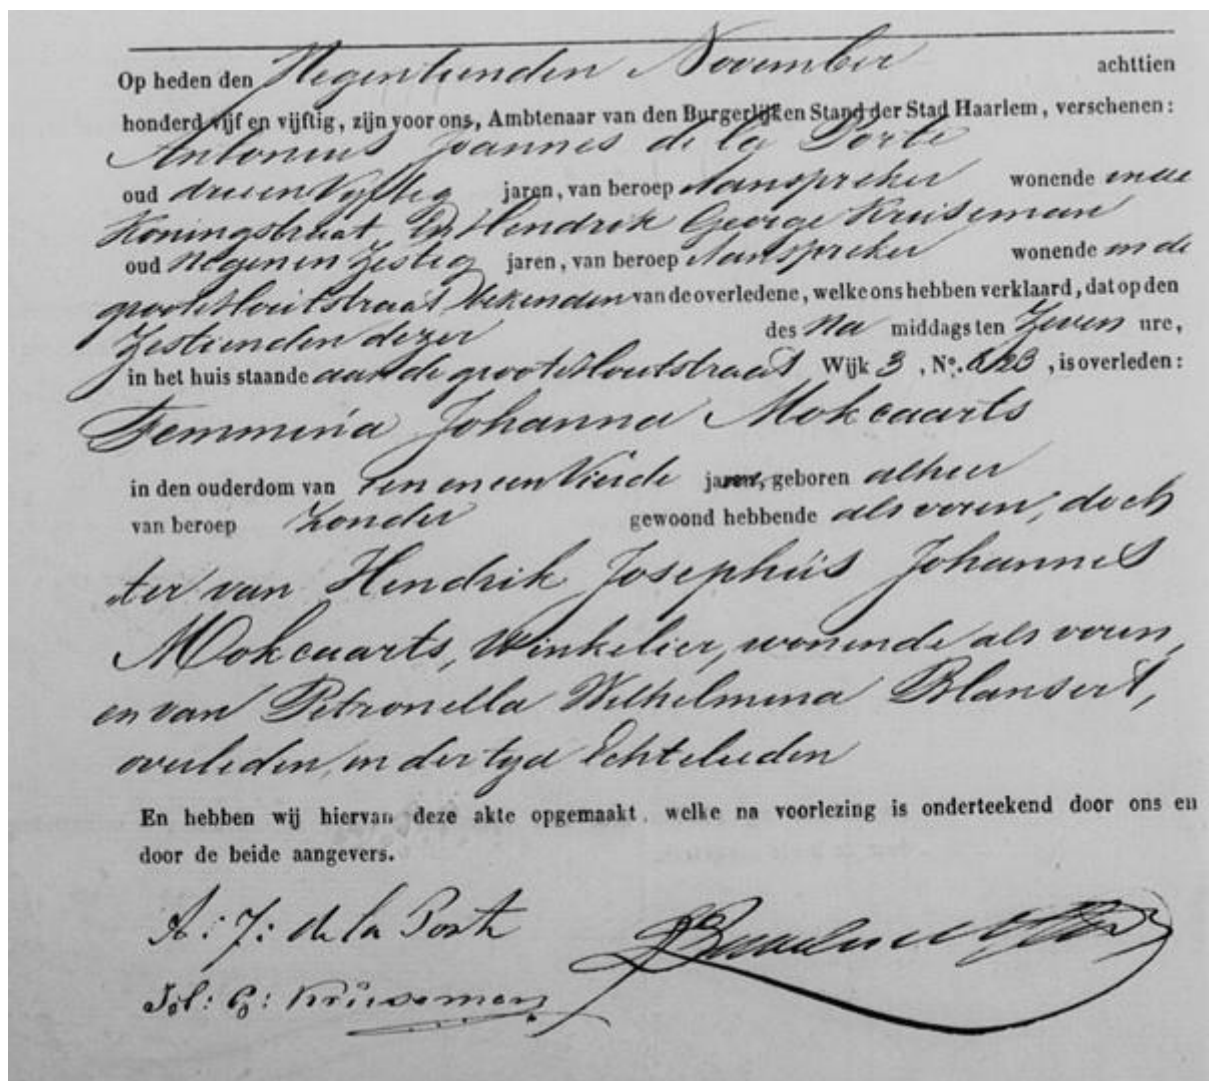 Op heden den Negentienden November achttien
honderd vijf en vijftig, zijn voor ons, Ambtenaar van den Burgerlijken Stand der Stad Haarlem, verschenen:
Antonius Joannes de la Porte
oud drieenVyftig jaren, van beroep Aanspreker wonende in de
Koningstraat En Hendrik George Kruiseman
oud Negen en Zestig jaren, van beroep Aanspreker wonende in de
groote Houtstraat bekenden van de overledene, welke ons hebben verklaard, dat op den
Zestienden dezer des Na middags ten Zeven ure,
in het huis staande aan de groote Houtstraat Wijk 3, No. , is overleden:
Femmina Johanna Mokcaarts
in den ouderdom van Een en een Vierde jaren, geboren alhier
van beroep Zonder gewoond hebbende als voren, doch
ter van Hendrik Josephus Johannes
Mokcaarts, Winkelier, wonende als voren,
en van Petronella Wilhelmina Blansert,
overleden, in der tyd Echtelieden
En hebben wij hiervan deze akte opgemaakt, welke na voorlezing is onderteekend door ons en
door de beide aangevers.
A: J: de la Porte
G: Kruseman